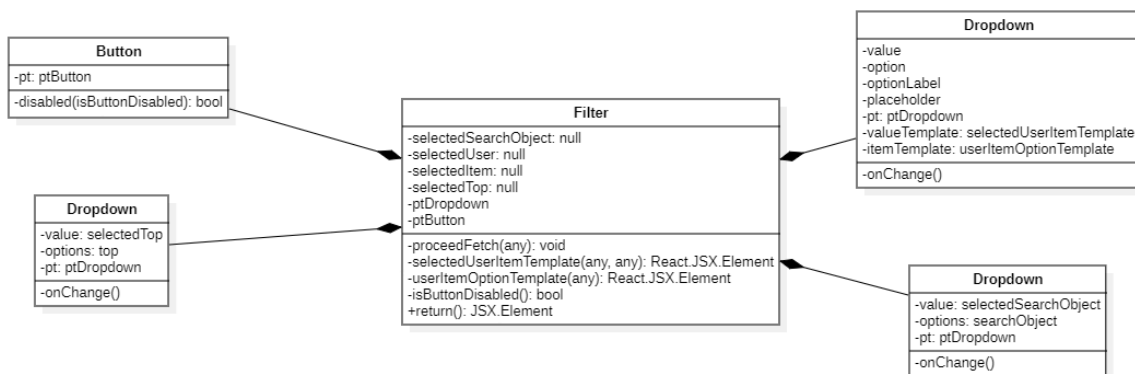 Button
-pt: ptButton
-disabled(isButtonDisabled): bool
Dropdown
-value: selectedTop
-options: top
-pt: ptDropdown
-onChange()
Filter
-selectedSearchObject: null
-selectedUser: null
-selectedItem: null
-selectedTop: null
-ptDropdown
-ptButton
-proceedFetch(any): void
-selectedUserItemTemplate(any, any): React.JSX.Element
-userItemOptionTemplate(any): React.JSX.Element
-isButtonDisabled(): bool
+return(): JSX.Element
Dropdown
-value
-option
-optionLabel
-placeholder
-pt: ptDropdown
-valueTemplate: selectedUserItemTemplate
-itemTemplate: userItemOptionTemplate
-onChange()
Dropdown
-value: selectedSearchObject
-options: searchObject
-pt: ptDropdown
-onChange()